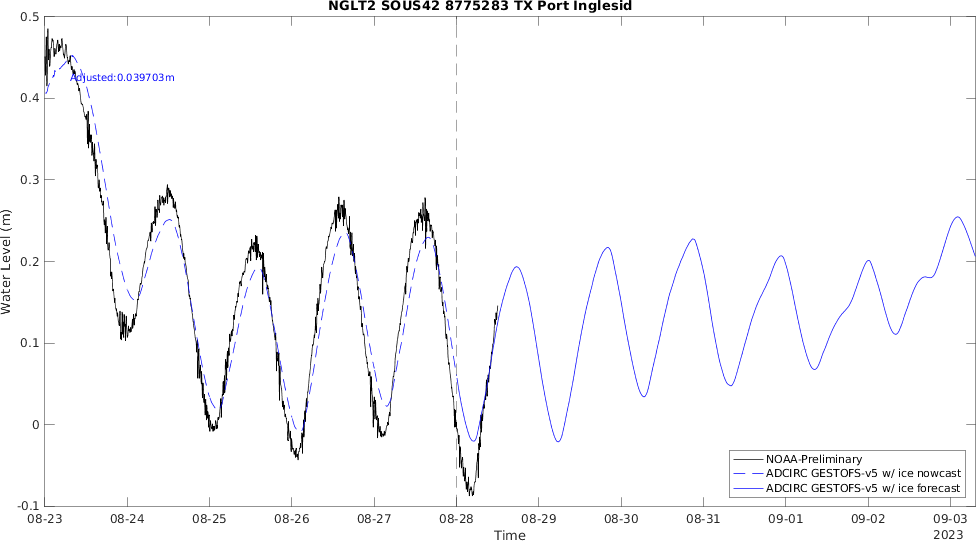 NGLT2 SOUS42 8775283 TX Port Inglesid
0.5
Adjusted:0.039703m
0.4
0.3
Water Level (m)
0.2
0.1
0
-0.1
NOAA-Preliminary
ADCIRC GESTOFS-v5 w/ ice nowcast
ADCIRC GESTOFS-v5 w/ ice forecast
08-23 08-24 08-25 08-26 08-27 08-28 08-29 08-30 08-31 09-01 09-02 09-03
Time
2023